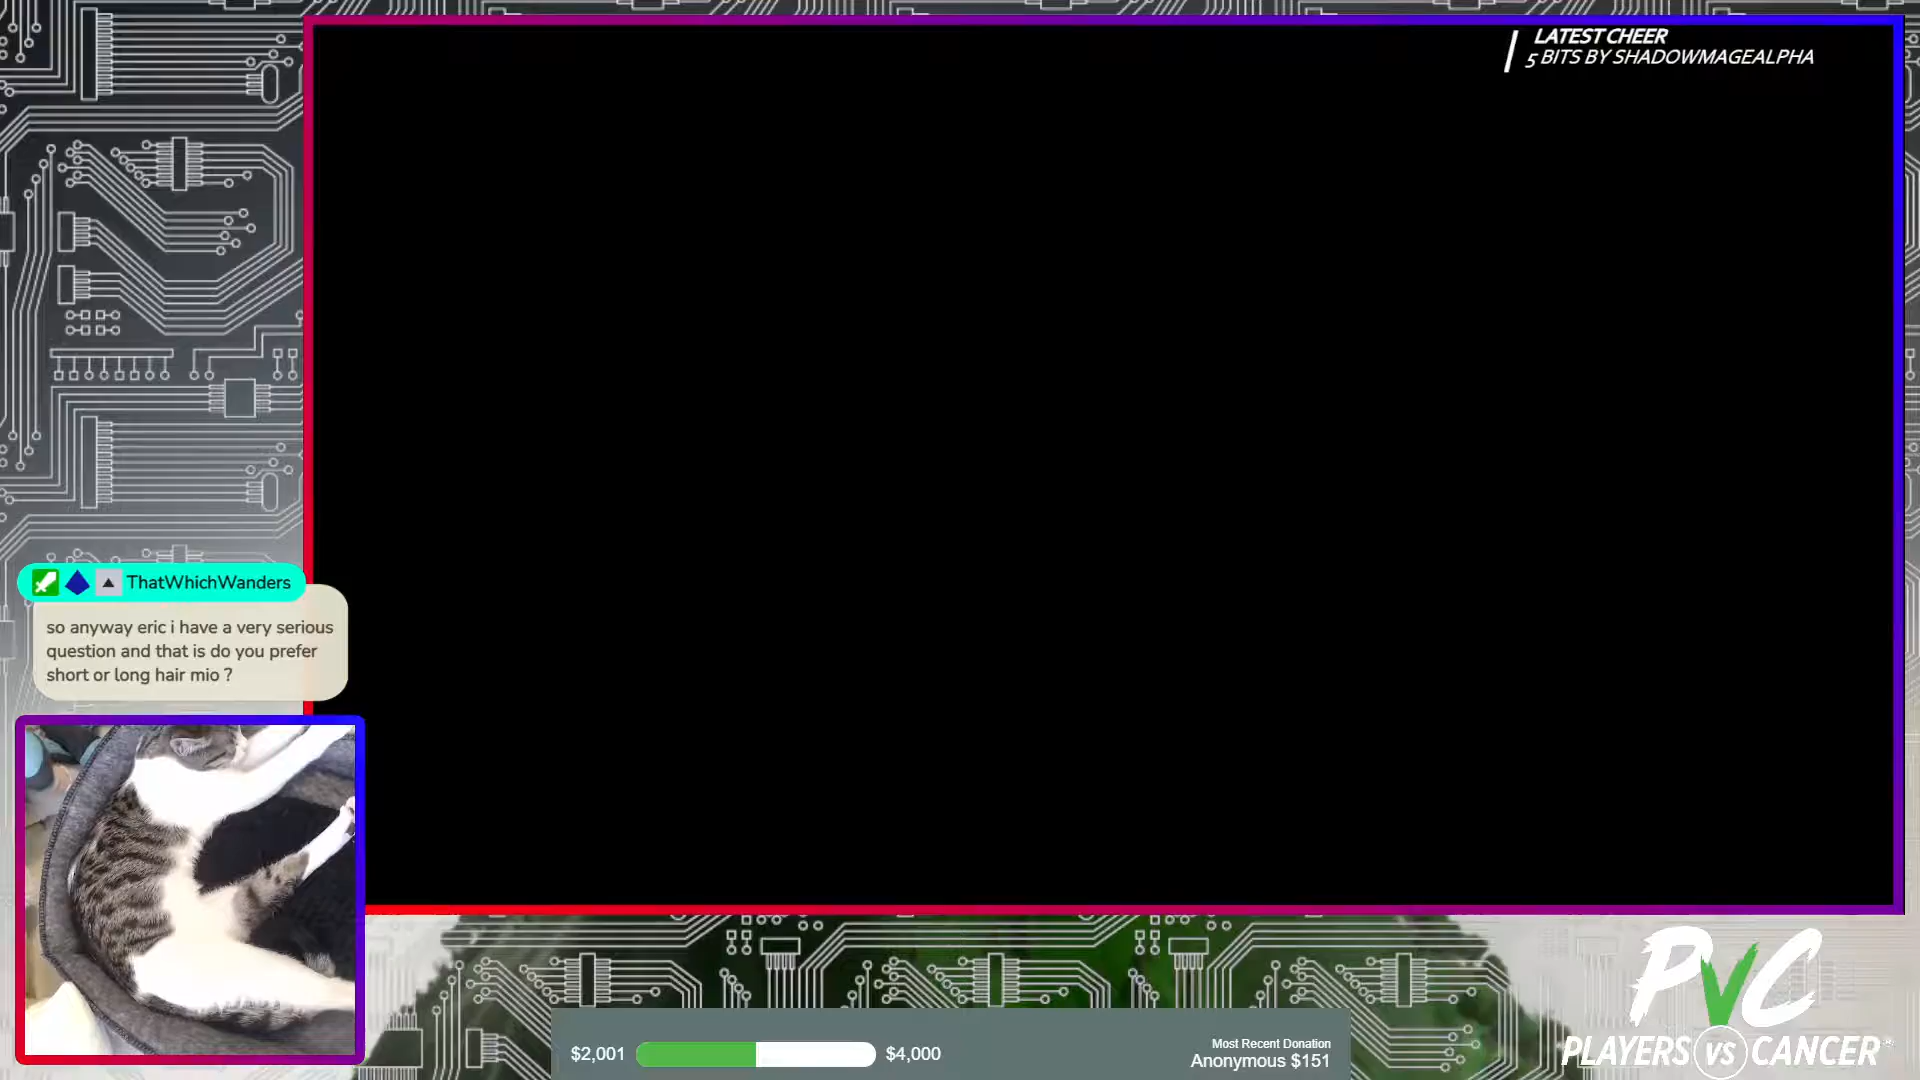 LATEST CHEER
5 BITS BY SHADOWMAGEALPHA
ThatWhichWanders
so anyway eric i have a very serious
question and that is do you prefer
short or long hair mio ?
$2,001
$4,000
Most Recent Donation
Anonymous $151
PVC
PLAYERS VS CANCER